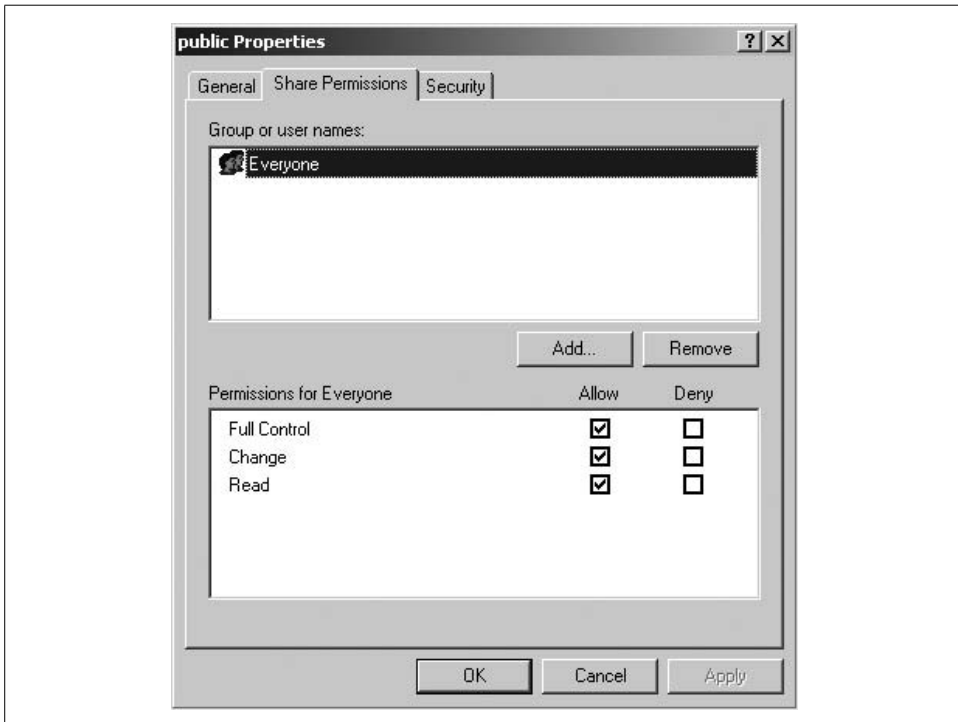 public Properties
General Share Permissions Security
Group or user names:
Everyone
Add... Remove
Permissions for Everyone Allow Deny
Full Control
Change
Read
OK Cancel Apply